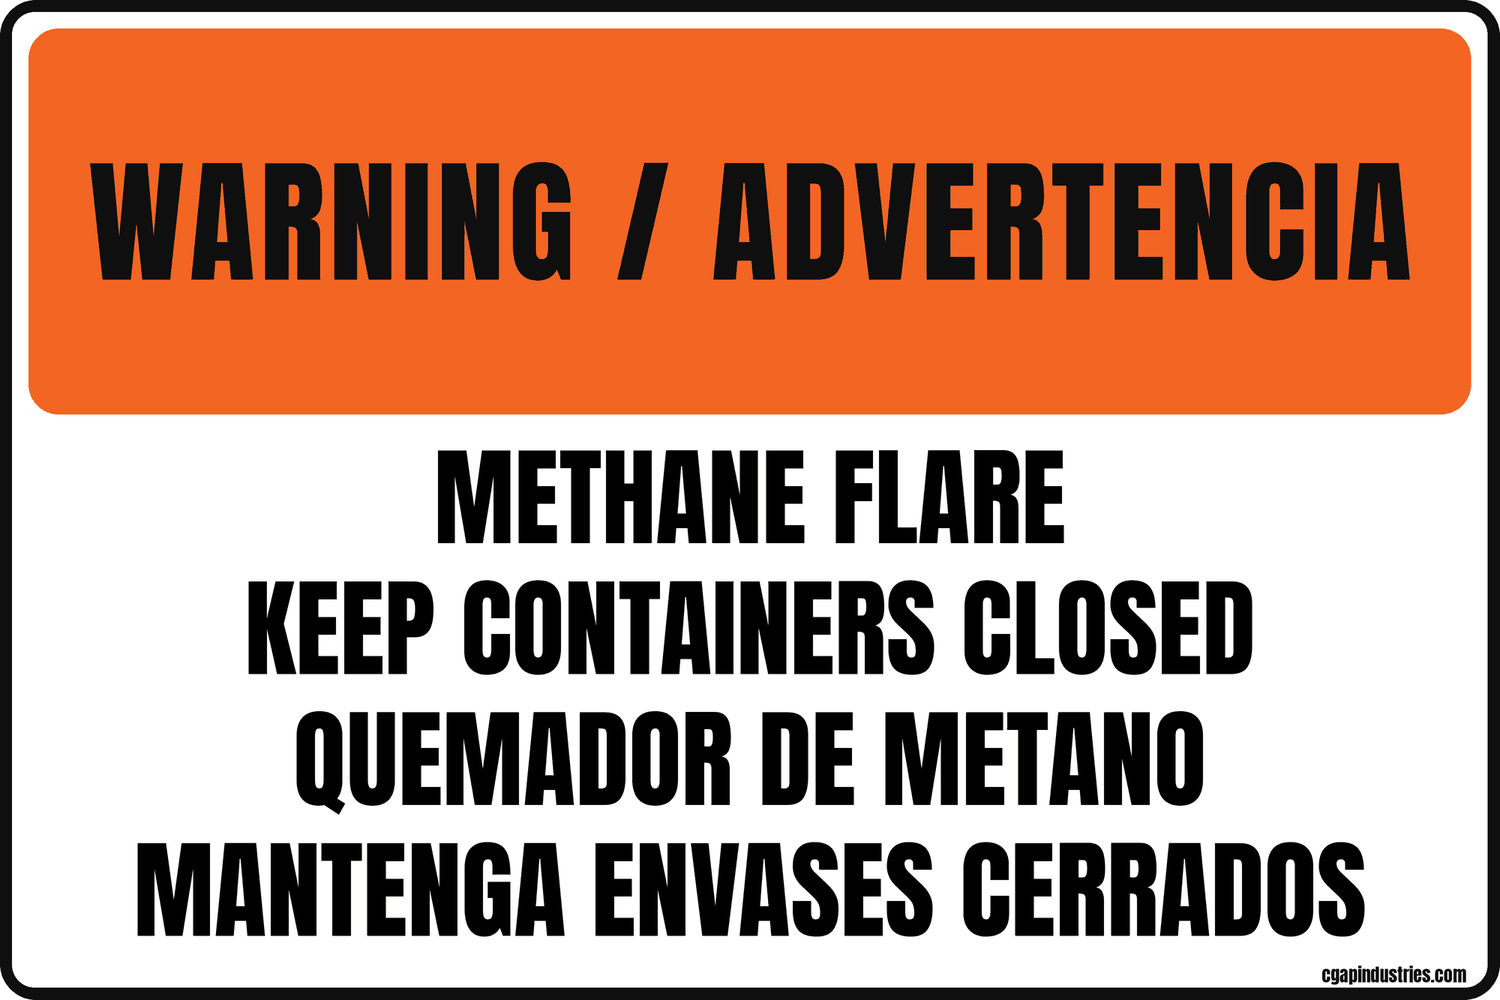 WARNING / ADVERTENCIA
METHANE FLARE
KEEP CONTAINERS CLOSED
QUEMADOR DE METANO
MANTENGA ENVASES CERRADOS
cgapindustries.com